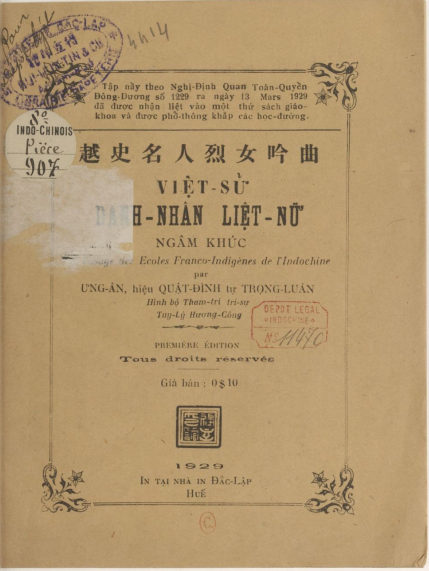 4414
Tập nầy theo Nghị-Định Quan Toàn-Quyền
Đông-Dương số 1229 ra ngày 13 Mars 1929
đã được nhận liệt vào một thứ sách giáo-
khoa và được phổ-thông khắp các học-đường.
8º
INDO-CHINOIS
Pièce
907
越史名人烈女吟曲
VIỆT-SỬ
DANH-NHÂN LIỆT-NỮ
NGÂM KHÚC
Ecoles Franco-Indigènes de l'Indochine
par
ƯNG-ÂN, hiệu QUẬT-ĐÌNH tự TRỌNG-LUÂN
Hình bộ Tham-tri trí-sự
Tuy-Lý Hương-Công
DEPOT LEGAL
INDOCHINE
Nº 11470
PREMIÈRE ÉDITION
Tous droits réservés
Giá bán : 0$10
1929
IN TẠI NHÀ IN ĐẮC-LẬP
HUẾ
C